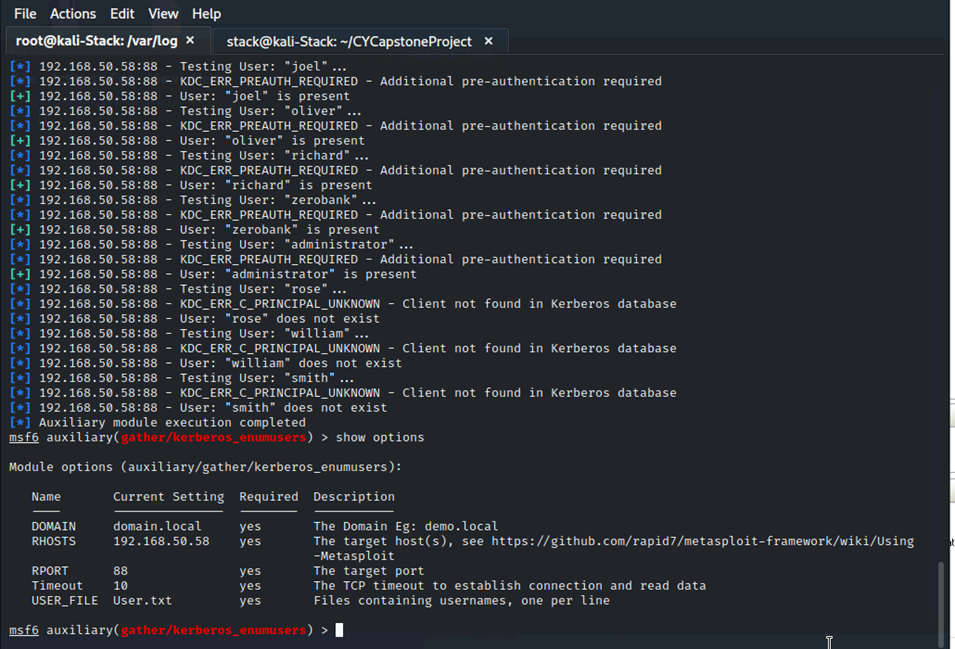 File Actions Edit View Help
root@kali-Stack: /var/log × stack@kali-Stack: ~/CYCapstoneProject ×
[*] 192.168.50.58:88 - Testing User: "joel"...
[*] 192.168.50.58:88 - KDC_ERR_PREAUTH_REQUIRED - Additional pre-authentication required
[+] 192.168.50.58:88 - User: "joel" is present
[*] 192.168.50.58:88 - Testing User: "oliver"...
[*] 192.168.50.58:88 - KDC_ERR_PREAUTH_REQUIRED - Additional pre-authentication required
[+] 192.168.50.58:88 - User: "oliver" is present
[*] 192.168.50.58:88 - Testing User: "richard"...
[*] 192.168.50.58:88 - KDC_ERR_PREAUTH_REQUIRED - Additional pre-authentication required
[+] 192.168.50.58:88 - User: "richard" is present
[*] 192.168.50.58:88 - Testing User: "zerobank"...
[*] 192.168.50.58:88 - KDC_ERR_PREAUTH_REQUIRED - Additional pre-authentication required
[+] 192.168.50.58:88 - User: "zerobank" is present
[*] 192.168.50.58:88 - Testing User: "administrator"...
[*] 192.168.50.58:88 - KDC_ERR_PREAUTH_REQUIRED - Additional pre-authentication required
[+] 192.168.50.58:88 - User: "administrator" is present
[*] 192.168.50.58:88 - Testing User: "rose"...
[*] 192.168.50.58:88 - KDC_ERR_C_PRINCIPAL_UNKNOWN - Client not found in Kerberos database
[*] 192.168.50.58:88 - User: "rose" does not exist
[*] 192.168.50.58:88 - Testing User: "william"...
[*] 192.168.50.58:88 - KDC_ERR_C_PRINCIPAL_UNKNOWN - Client not found in Kerberos database
[*] 192.168.50.58:88 - User: "william" does not exist
[*] 192.168.50.58:88 - Testing User: "smith"...
[*] 192.168.50.58:88 - KDC_ERR_C_PRINCIPAL_UNKNOWN - Client not found in Kerberos database
[*] 192.168.50.58:88 - User: "smith" does not exist
[*] Auxiliary module execution completed
msf6 auxiliary(gather/kerberos_enumusers) > show options
Module options (auxiliary/gather/kerberos_enumusers):
Name Current Setting Required Description
DOMAIN domain.local yes The Domain Eg: demo.local
RHOSTS 192.168.50.58 yes The target host(s), see https://github.com/rapid7/metasploit-framework/wiki/Using
-Metasploit
RPORT 88 yes The target port
Timeout 10 yes The TCP timeout to establish connection and read data
USER_FILE User.txt yes Files containing usernames, one per line
msf6 auxiliary(gather/kerberos_enumusers) >